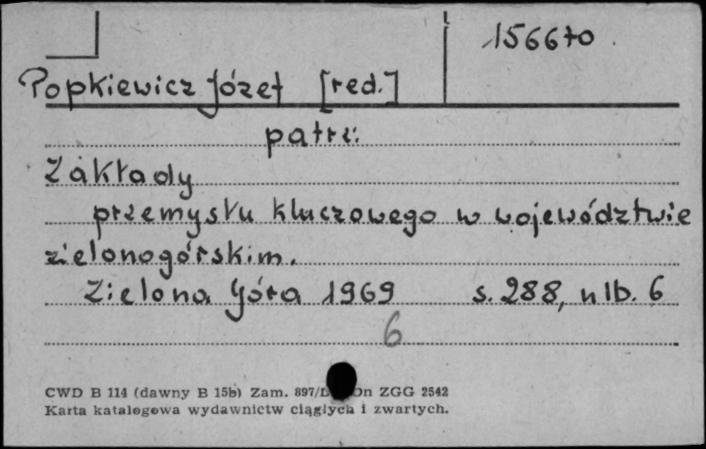 156670
Popkiewicz Józef [red.]
patrz:
Zakłady
przemysłu kluczowego w województwie
zielonogórskim.
Zielona Góra 1969 s. 288, nlb. 6
6
CWD B 114 (dawny B 15b) Zam. 897/ on ZGG 2542
Karta katalogowa wydawnictw ciągłych i zwartych.